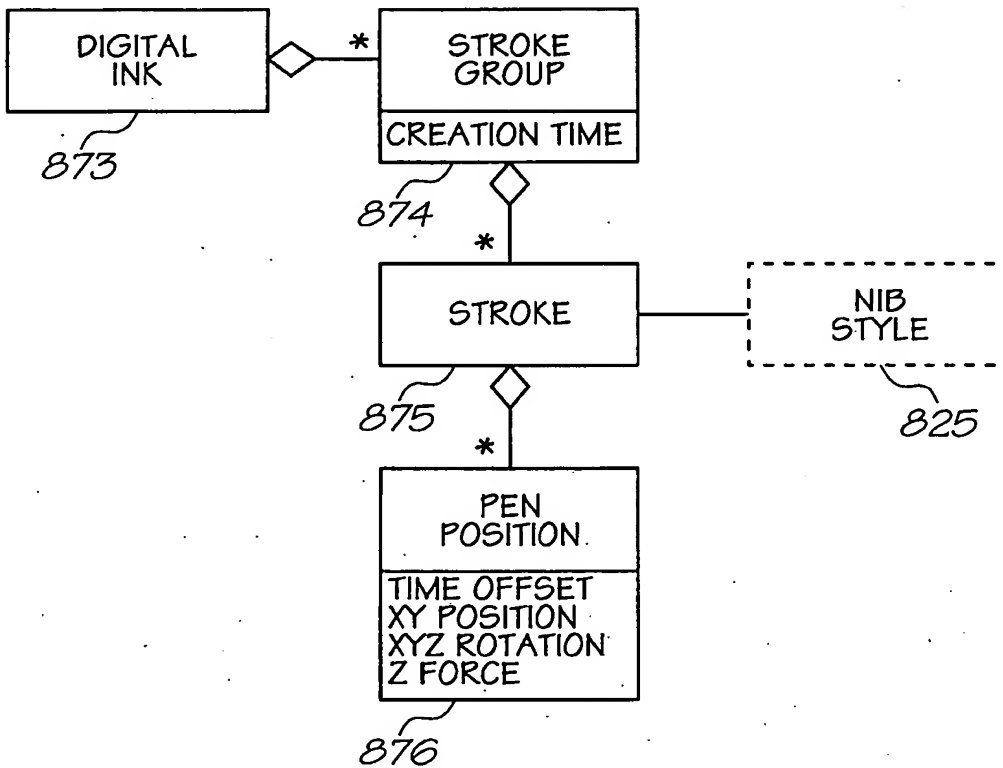 DIGITAL
INK
873
*
STROKE
GROUP
CREATION TIME
874
*
STROKE
875
NIB
STYLE
825
*
PEN
POSITION
TIME OFFSET
XY POSITION
XYZ ROTATION
Z FORCE
876